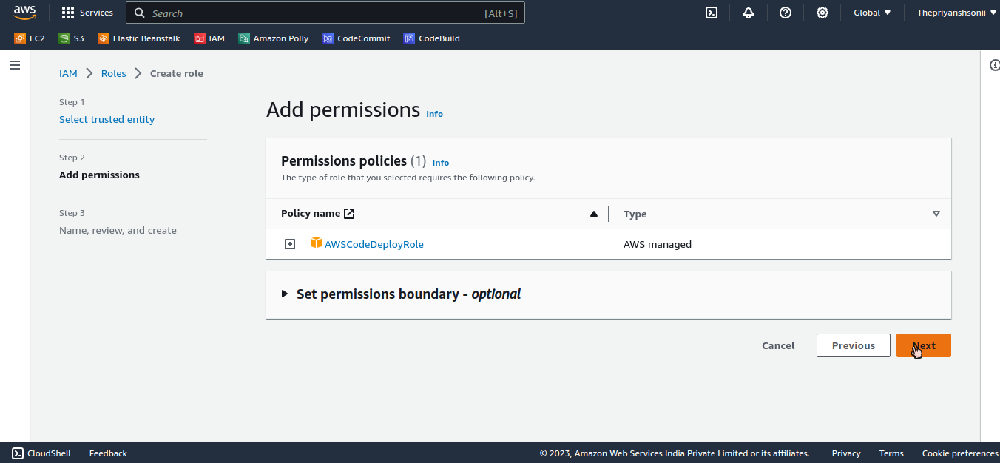 aws
Services
Search [Alt+S]
Global
Thepriyanshsonii
EC2
S3
Elastic Beanstalk
IAM
Amazon Polly
CodeCommit
CodeBuild
IAM
Roles
Create role
Step 1
Select trusted entity
Step 2
Add permissions
Step 3
Name, review, and create
Add permissions Info
Permissions policies (1) Info
The type of role that you selected requires the following policy.
Policy name
Type
AWSCodeDeployRole
AWS managed
Set permissions boundary - optional
Cancel
Previous
Next
CloudShell
Feedback
© 2023, Amazon Web Services India Private Limited or its affiliates.
Privacy
Terms
Cookie preferences